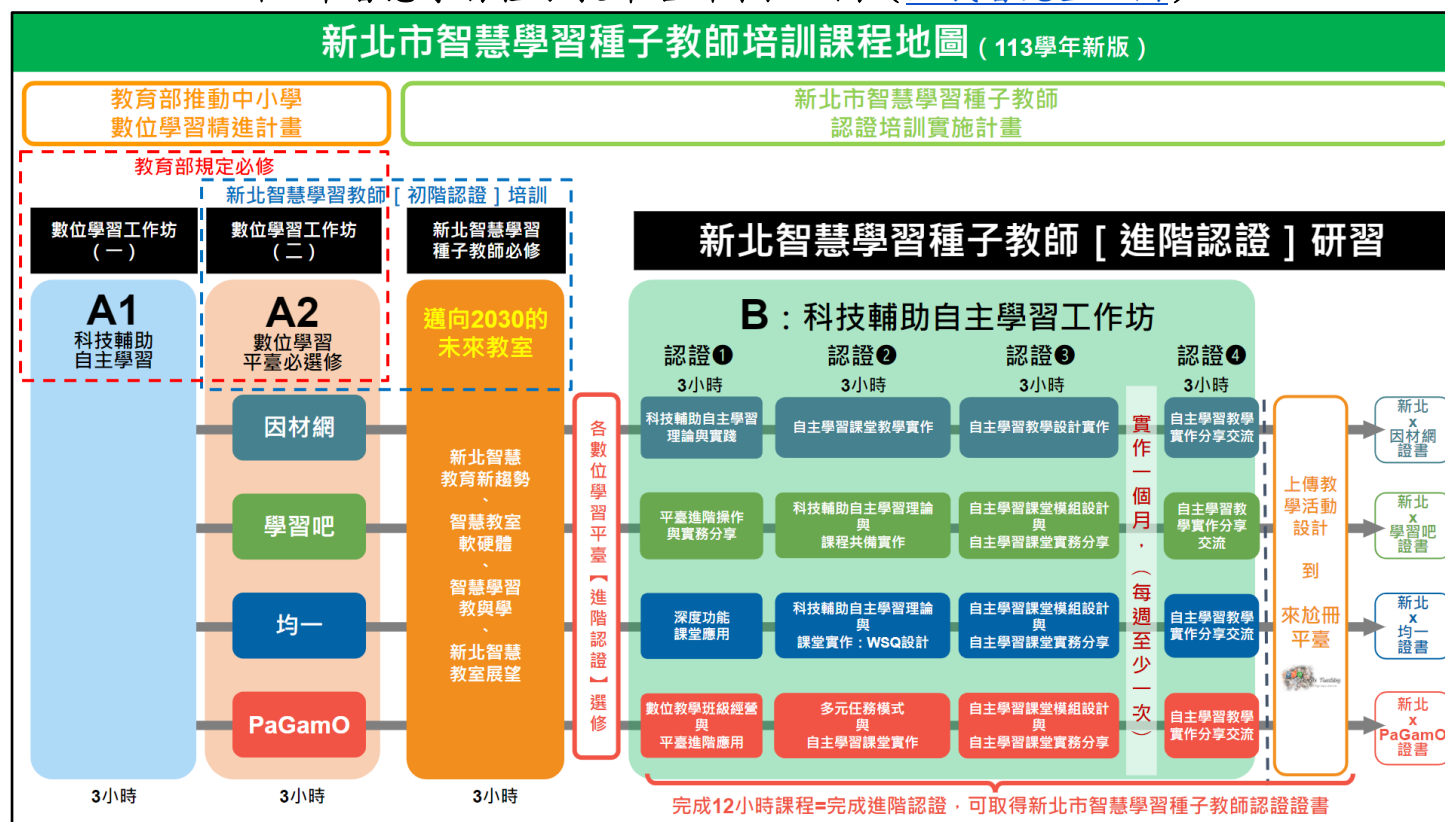 新北市智慧學習種子教師培訓課程地圖（113學年新版）
教育部推動中小學
數位學習精進計畫
新北市智慧學習種子教師
認證培訓實施計畫
教育部規定必修
新北智慧學習教師［初階認證］培訓
數位學習工作坊
（一）
數位學習工作坊
（二）
新北智慧學習
種子教師必修
新北智慧學習種子教師［進階認證］研習
A1
科技輔助
自主學習
A2
數位學習
平臺必選修
邁向2030的
未來教室
B：科技輔助自主學習工作坊
認證❶
3小時
認證❷
3小時
認證❸
3小時
認證❹
3小時
因材網
學習吧
均一
PaGamO
新北智慧
教育新趨勢
、
智慧教室
軟硬體
、
智慧學習
教與學
、
新北智慧
教室展望
各數位學習平臺【進階認證】選修
科技輔助自主學習
理論與實踐
自主學習課堂教學實作
自主學習教學設計實作
自主學習教學
實作分享交流
平臺進階操作
與實務分享
科技輔助自主學習理論
與
課程共備實作
自主學習課堂模組設計
與
自主學習課堂實務分享
自主學習教
學實作分享
交流
深度功能
課堂應用
科技輔助自主學習理論
與
課堂實作：WSQ設計
自主學習課堂模組設計
與
自主學習課堂實務分享
自主學習教學
實作分享交流
數位教學班級經營
與
平臺進階應用
多元任務模式
與
自主學習課堂實作
自主學習課堂模組設計
與
自主學習課堂實務分享
自主學習教學
實作分享交流
實作一個月．（每週至少一次）
上傳教
學活動
設計
到
來尬冊
平臺
新北
x
因材網
證書
新北
x
學習吧
證書
新北
x
均一
證書
新北
x
PaGamO
證書
3小時
3小時
3小時
完成12小時課程=完成進階認證．可取得新北市智慧學習種子教師認證證書